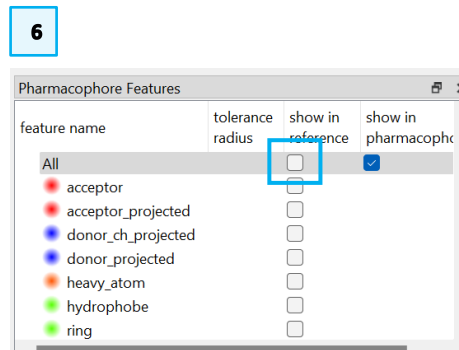 6
Pharmacophore Features
feature name
tolerance radius
show in reference
show in pharmacopho
All
acceptor
acceptor_projected
donor_ch_projected
donor_projected
heavy_atom
hydrophobe
ring